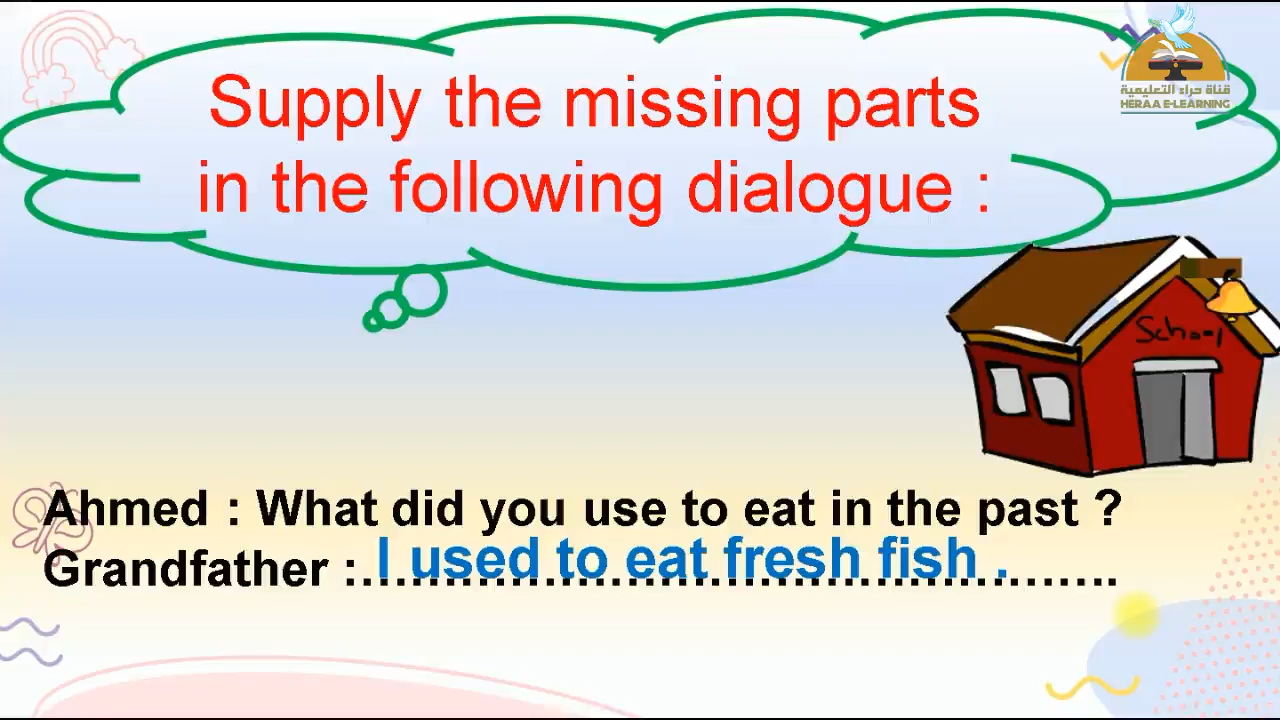 Supply the missing parts
in the following dialogue :
قناة حراء التعليمية
HERAA E-LEARNING
School
Ahmed : What did you use to eat in the past ?
Grandfather :I used to eat fresh fish .